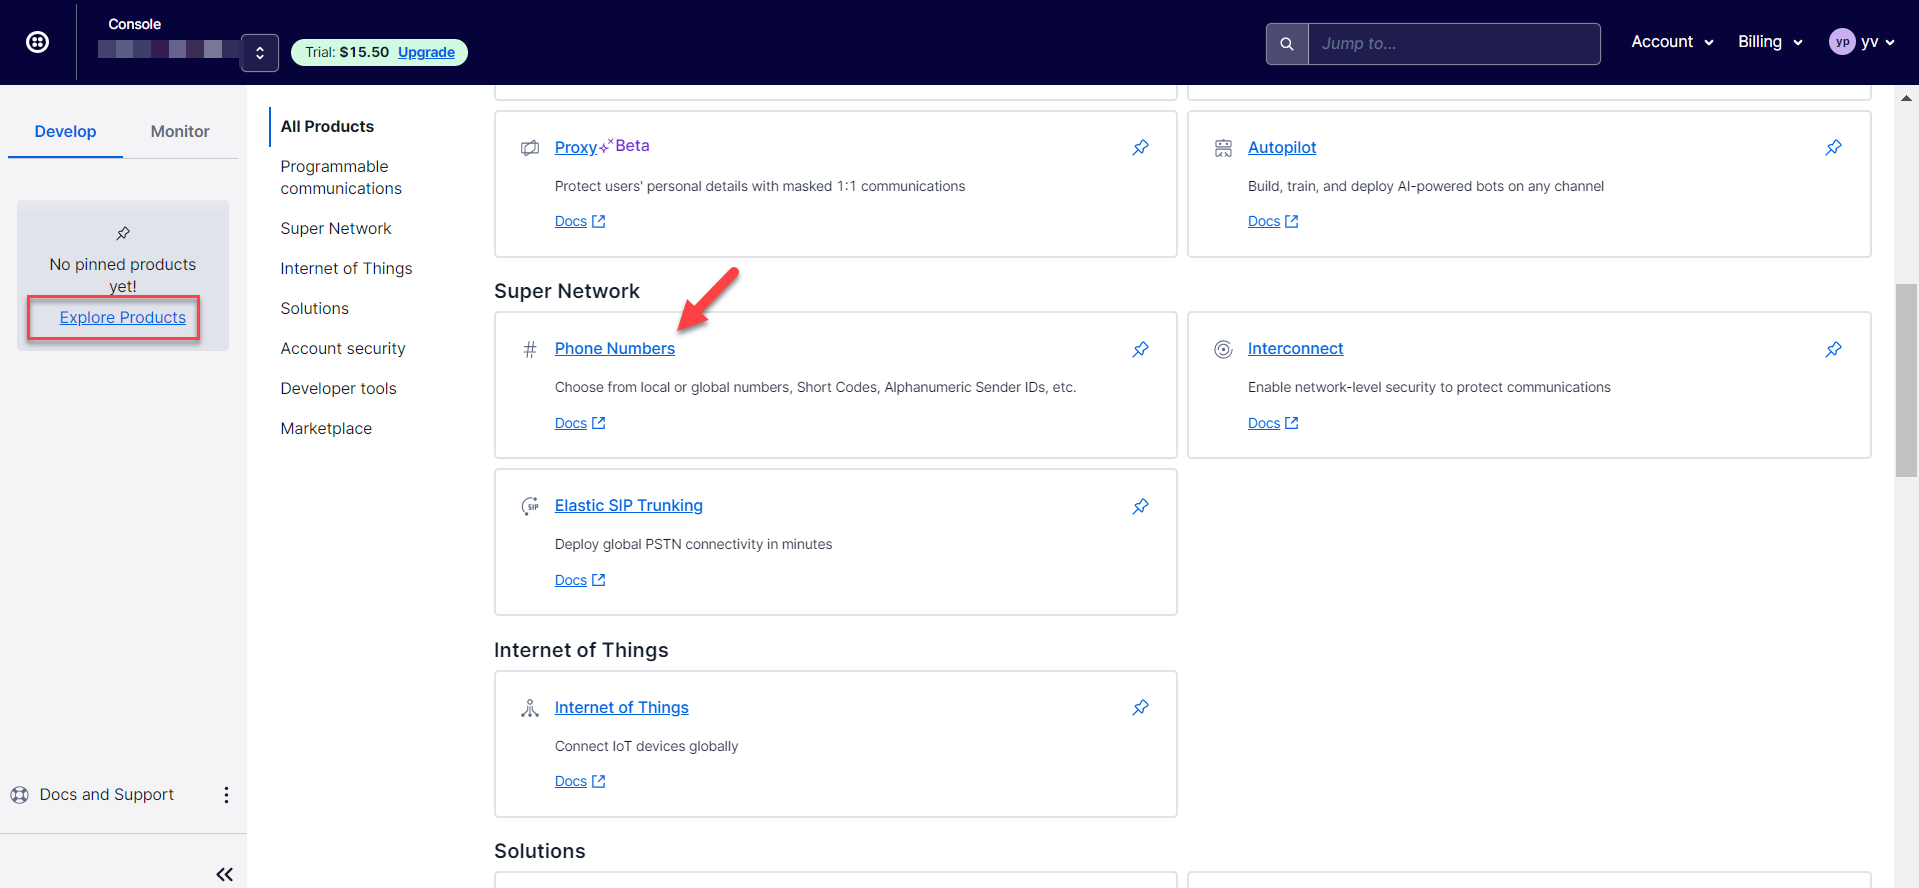 Console
Trial: $15.50 Upgrade
Jump to...
Account
Billing
yp yv
Develop
Monitor
No pinned products
yet!
Explore Products
Docs and Support
All Products
Programmable
communications
Super Network
Internet of Things
Solutions
Account security
Developer tools
Marketplace
Proxy Beta
Protect users' personal details with masked 1:1 communications
Docs
Autopilot
Build, train, and deploy AI-powered bots on any channel
Docs
Super Network
Phone Numbers
Choose from local or global numbers, Short Codes, Alphanumeric Sender IDs, etc.
Docs
Interconnect
Enable network-level security to protect communications
Docs
SIP
Elastic SIP Trunking
Deploy global PSTN connectivity in minutes
Docs
Internet of Things
Internet of Things
Connect IoT devices globally
Docs
Solutions